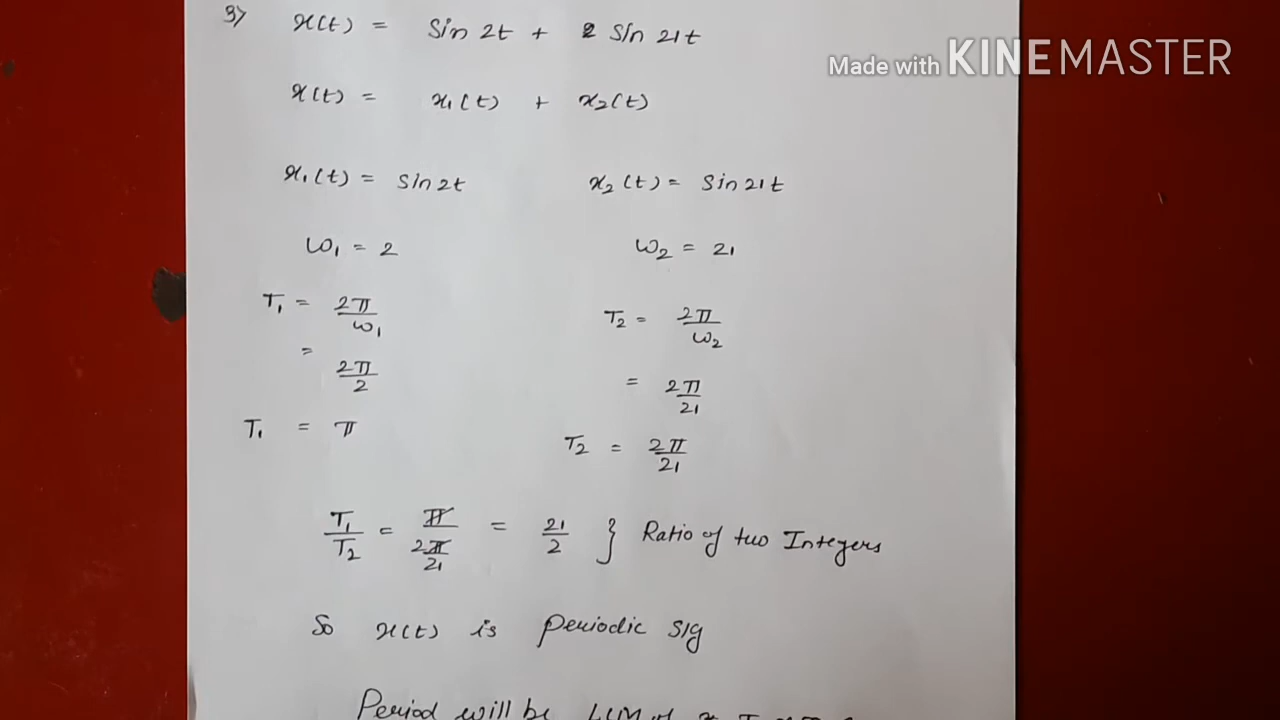 3) x(t) = Sin 2t + 2 Sin 21t
Made with KINEMASTER
x(t) = x₁(t) + x₂(t)
x₁(t) = Sin 2t x₂(t) = Sin 21t
ω₁ = 2 ω₂ = 21
T₁ = 2π/ω₁ T₂ = 2π/ω₂
= 2π/2 = 2π/21
T₁ = π T₂ = 2π/21
T₁/T₂ = π/(2π/21) = 21/2 } Ratio of two Integers
So x(t) is periodic sig
Period will be LCM of